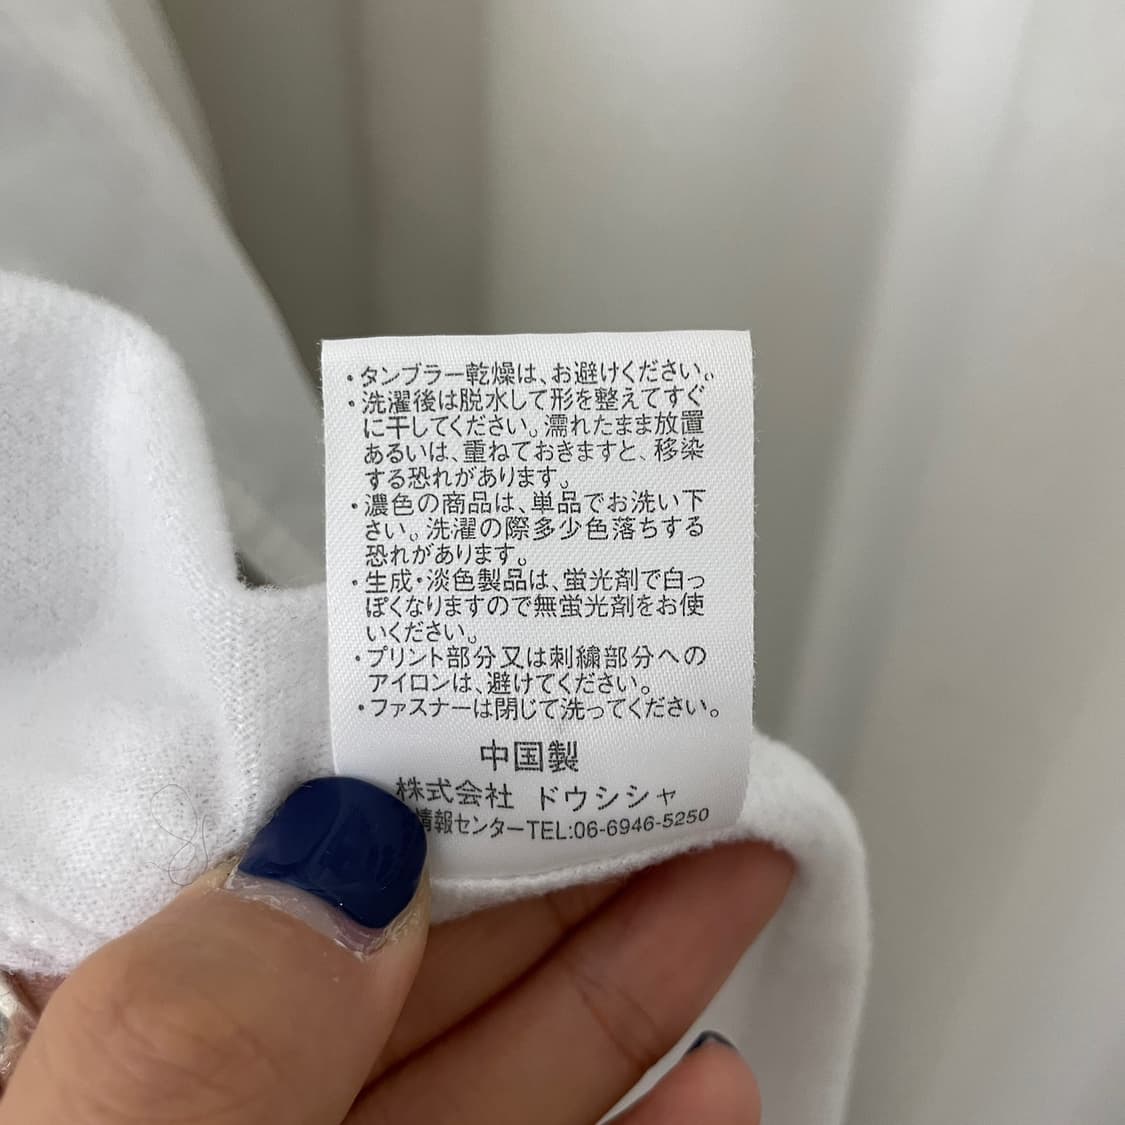 ・タンブラー乾燥は、お避けください。
・洗濯後は脱水して形を整えてすぐ
に干してください。濡れたまま放置
あるいは、重ねておきますと、移染
する恐れがあります。
・濃色の商品は、単品でお洗い下
さい。洗濯の際多少色落ちする
恐れがあります。
・生成・淡色製品は、蛍光剤で白っ
ぽくなりますので無蛍光剤をお使
いください。
・プリント部分又は刺繍部分への
アイロンは、避けてください。
・ファスナーは閉じて洗ってください。
中国製
株式会社 ドウシシャ
情報センターTEL:06-6946-5250